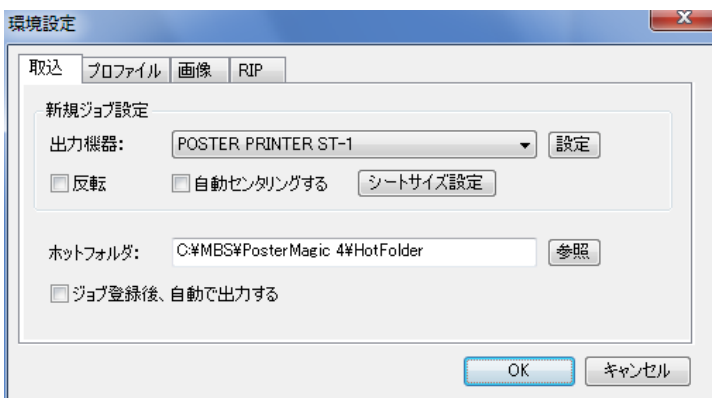 環境設定
取込 プロファイル 画像 RIP
新規ジョブ設定
出力機器: POSTER PRINTER ST-1 設定
反転 自動センタリングする シートサイズ設定
ホットフォルダ: C:¥MBS¥PosterMagic 4¥HotFolder 参照
ジョブ登録後、自動で出力する
OK キャンセル